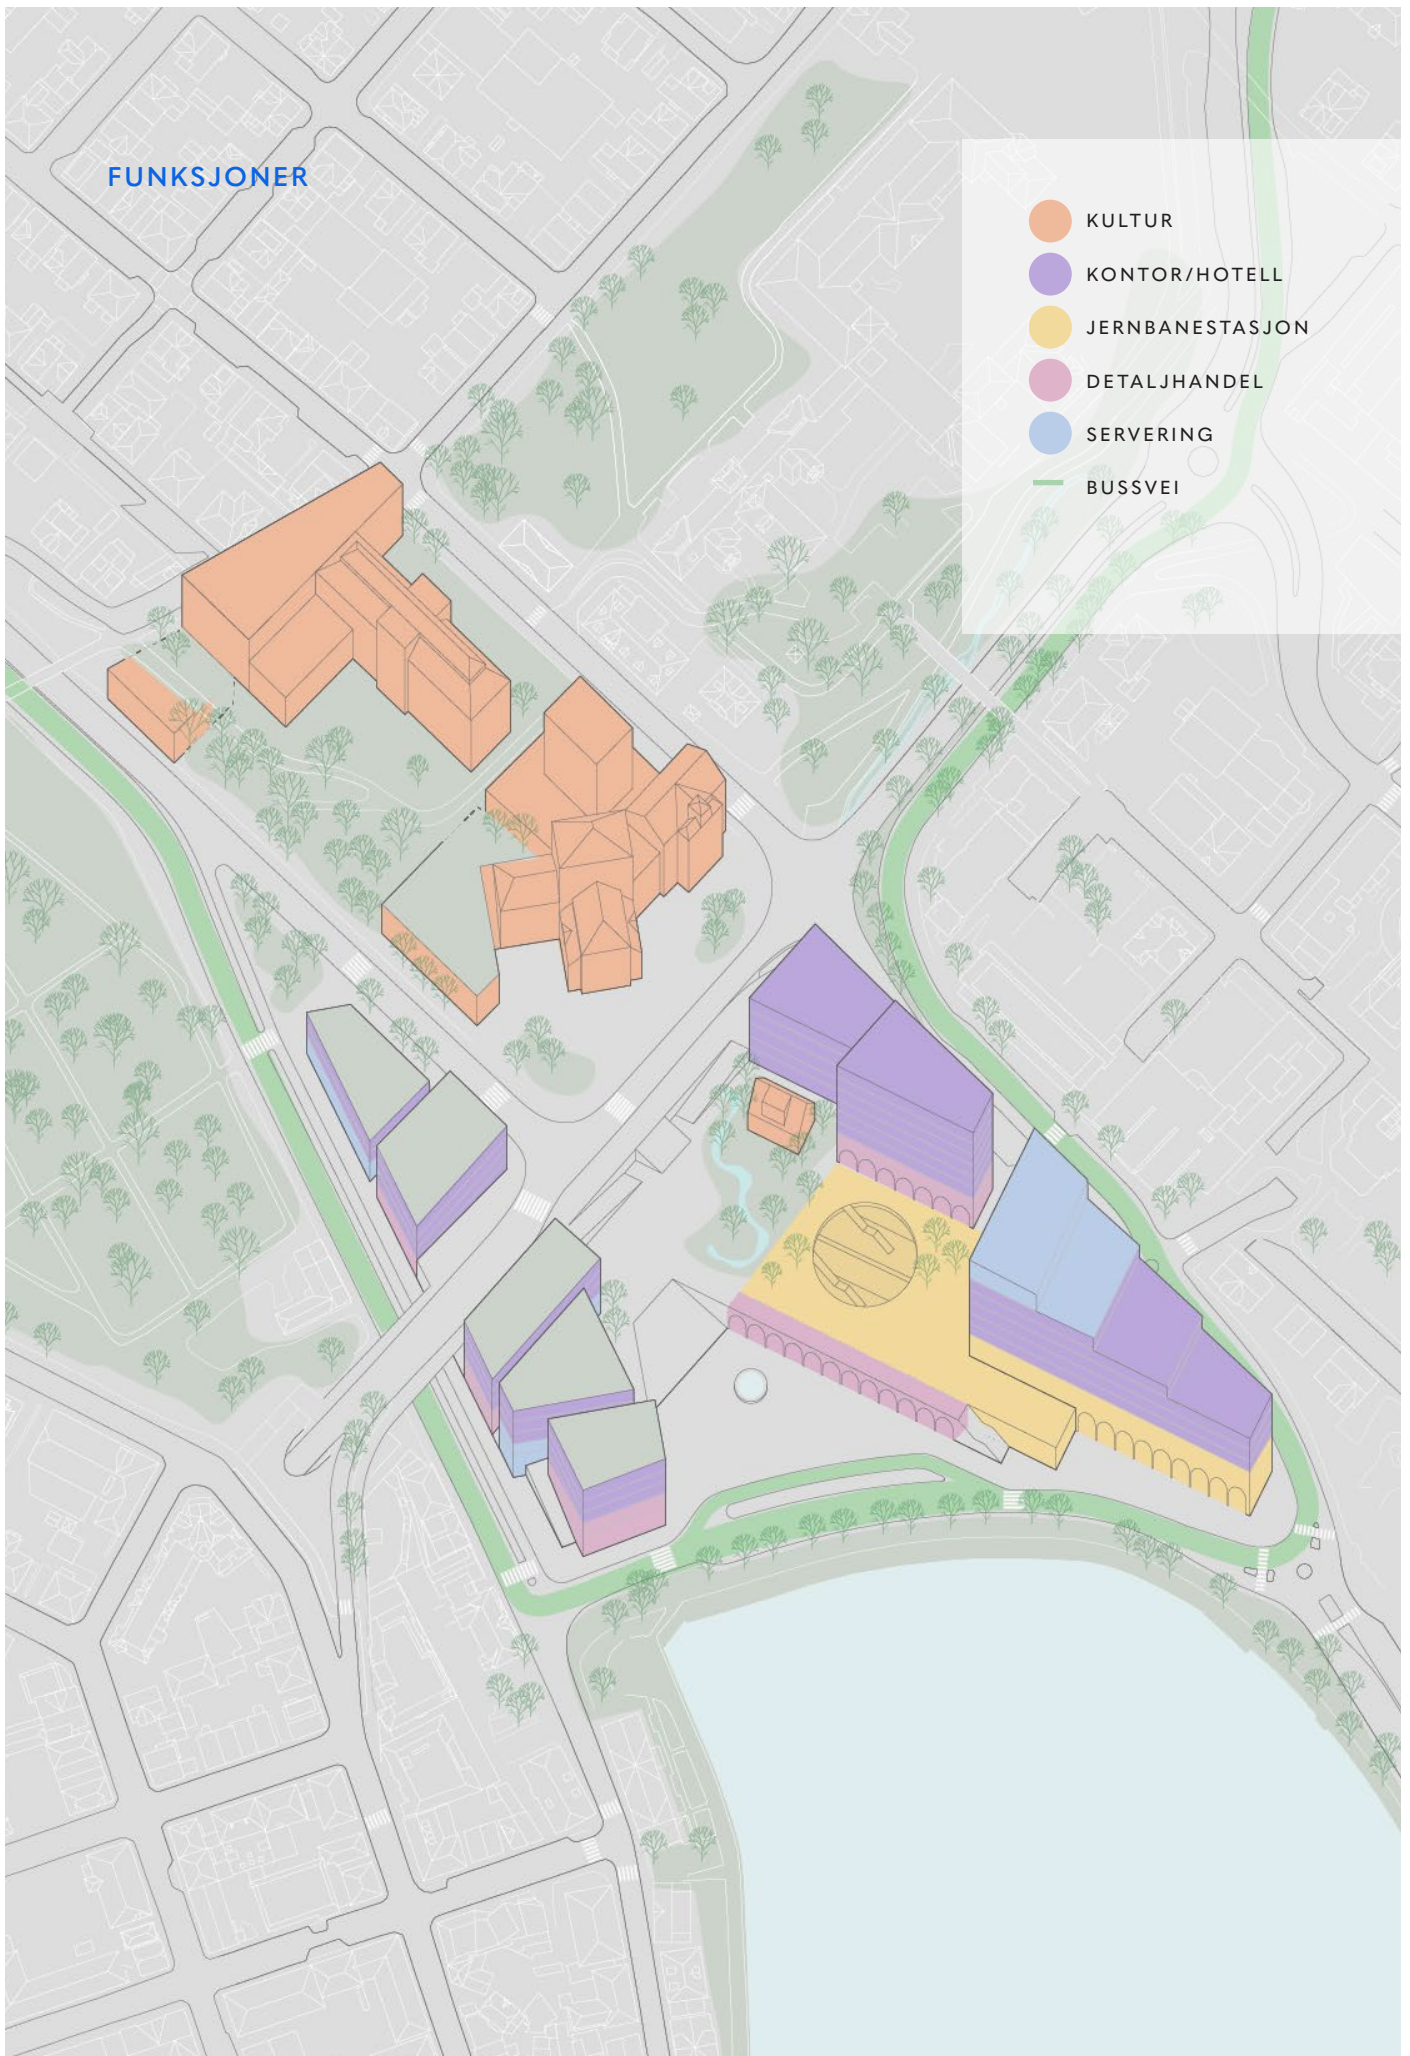 FUNKSJONER
KULTUR
KONTOR/HOTELL
JERNBANESTASJON
DETALJHANDEL
SERVERING
BUSSVEI